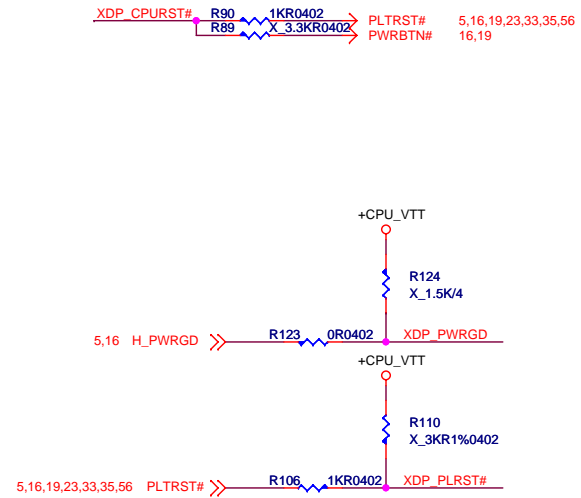 XDP_CPURST# R90 1KR0402 PLTRST# 5,16,19,23,33,35,56
R89 X_3.3KR0402 PWRBTN# 16,19
+CPU_VTT
R124
X_1.5K/4
5,16 H_PWRGD R123 0R0402 XDP_PWRGD
+CPU_VTT
R110
X_3KR1%0402
5,16,19,23,33,35,56 PLTRST# R106 1KR0402 XDP_PLRST#